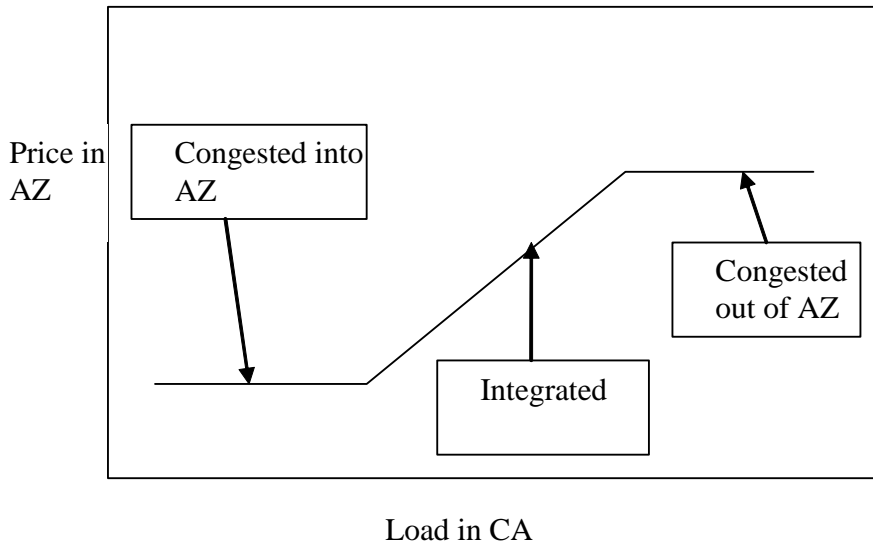 Price in
AZ
Congested into
AZ
Congested
out of AZ
Integrated
Load in CA